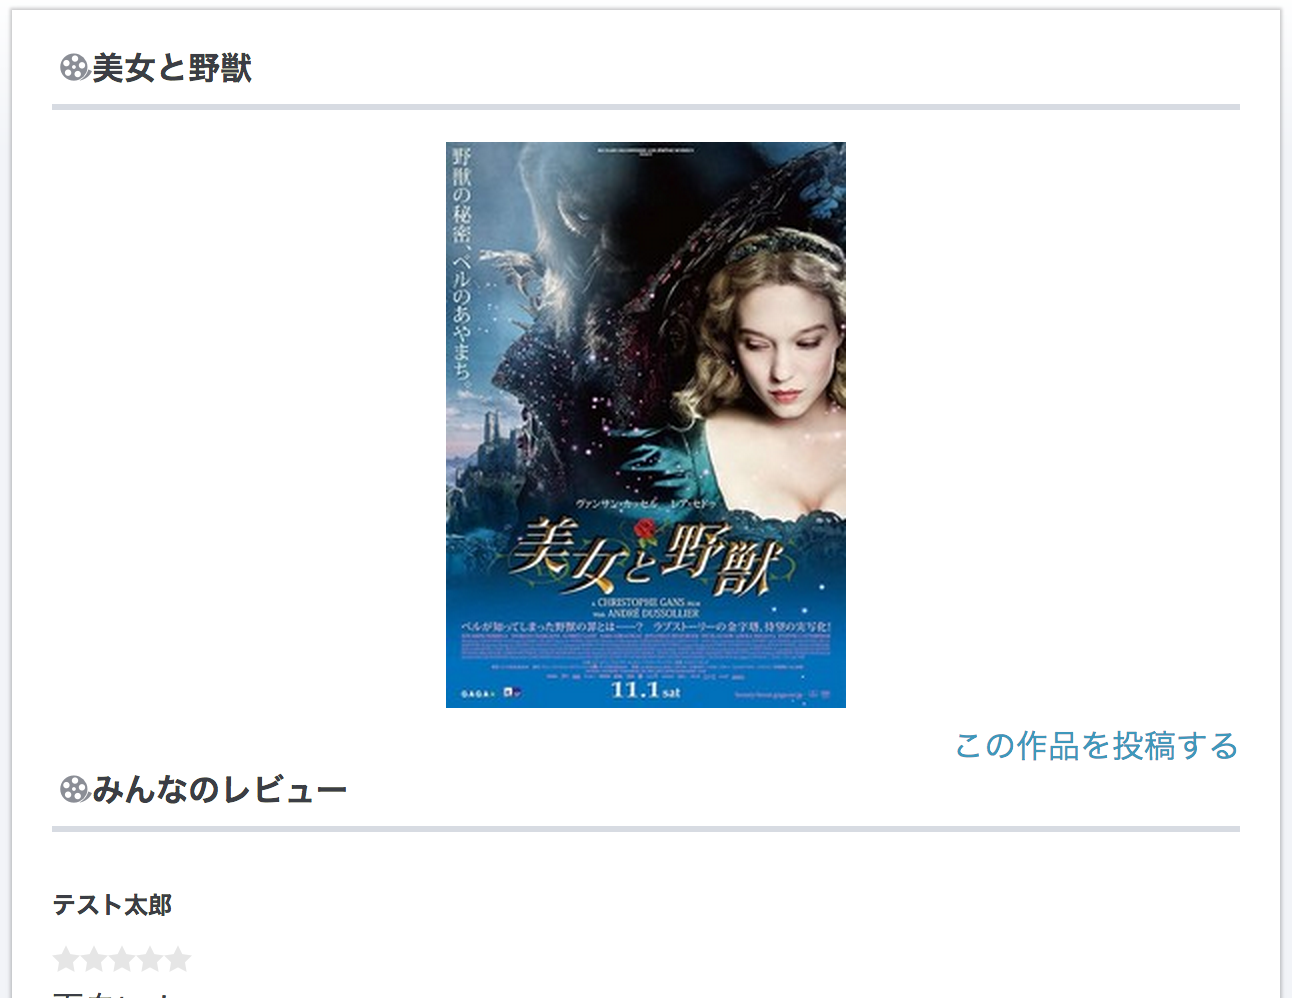 美女と野獣
野獣の秘密、ベルのあやまち。
ヴァンサン・カッセル レア・セドゥ
美女と野獣
A CHRISTOPHE GANS FILM
WITH ANDRÉ DUSSOLLIER
ベルが知ってしまった野獣の罪とは——? ラブストーリーの金字塔、待望の実写化!
GAGA
11.1 sat
この作品を投稿する
みんなのレビュー
テスト太郎